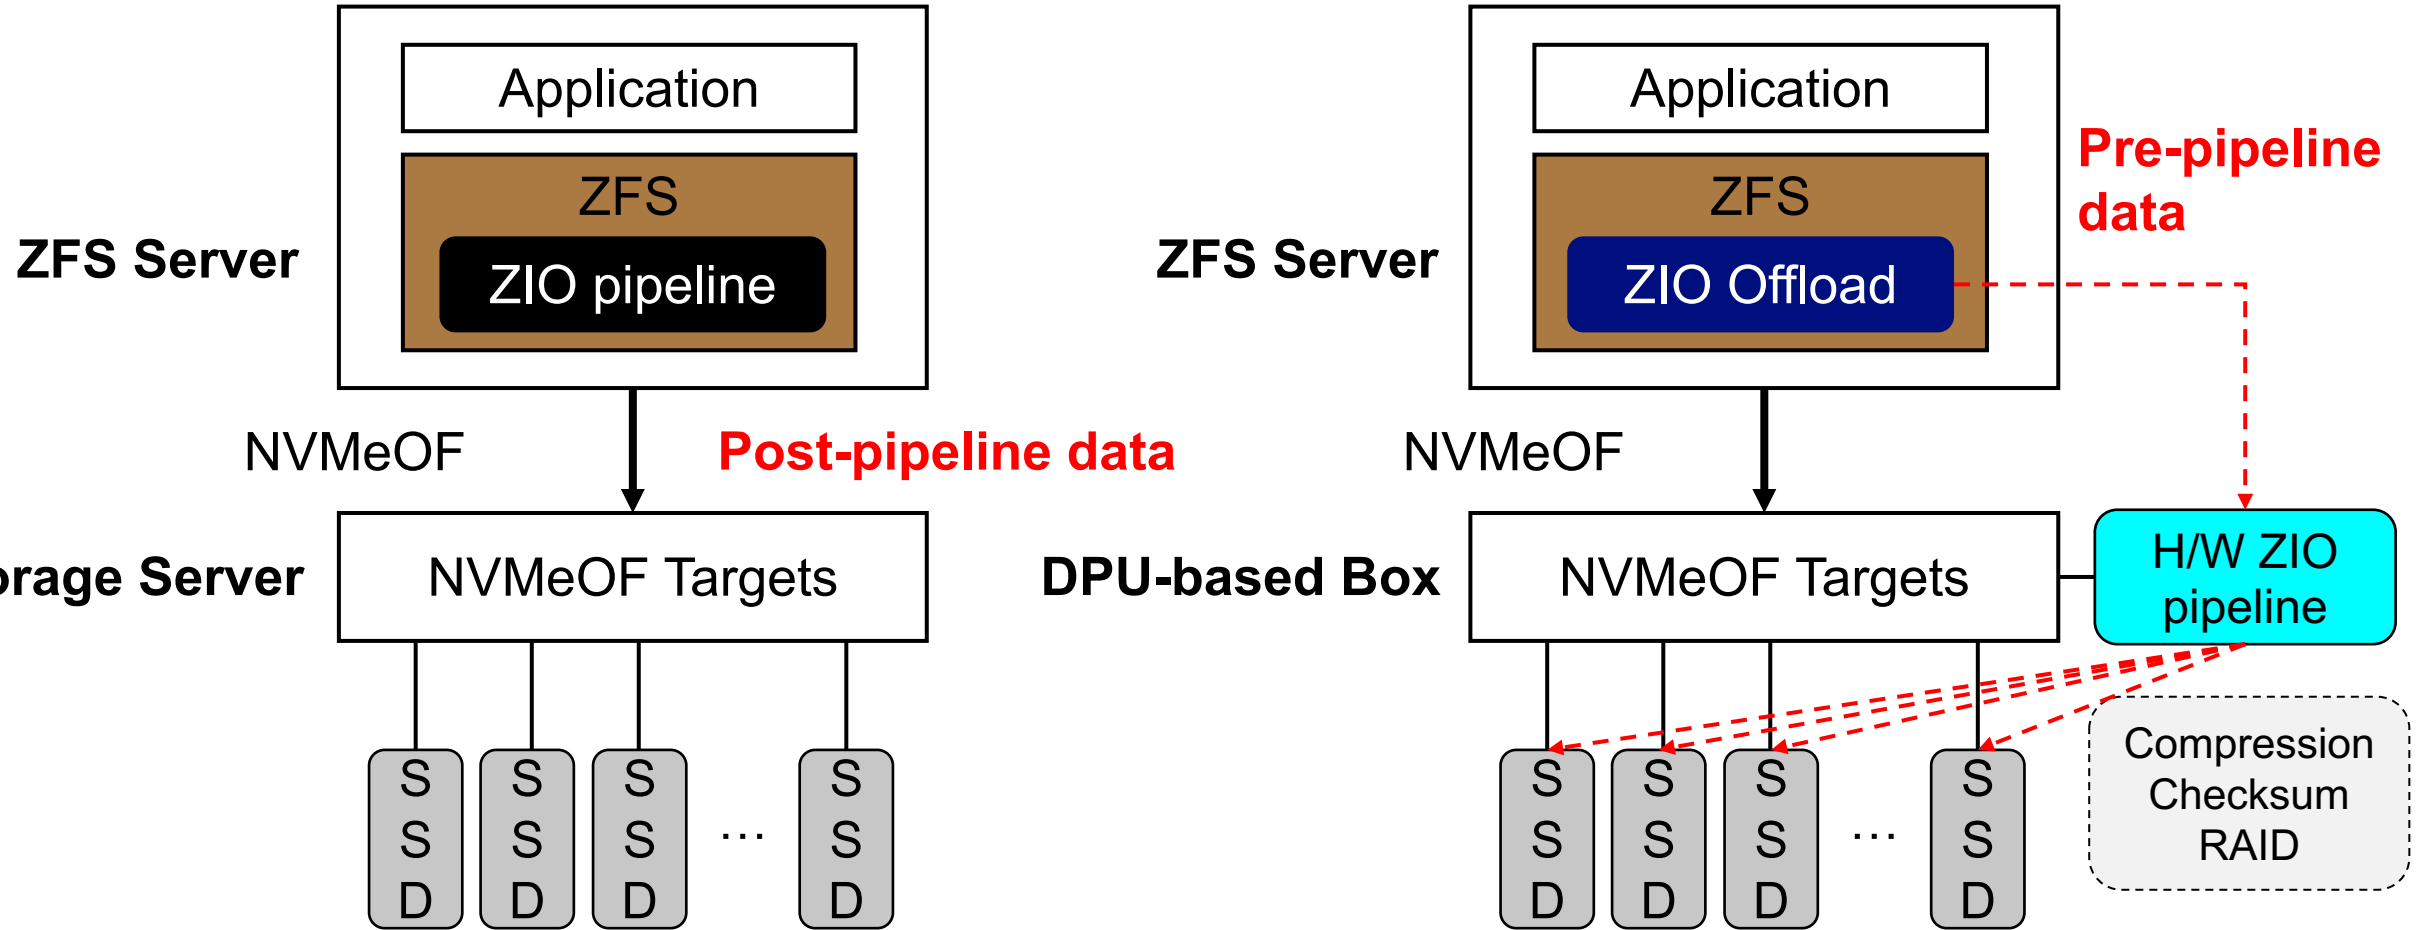 Application
ZFS
ZIO pipeline
ZFS Server
NVMeOF
Post-pipeline data
orage Server
NVMeOF Targets
S S D
S S D
S S D
...
S S D
Application
ZFS
ZIO Offload
ZFS Server
Pre-pipeline
data
NVMeOF
DPU-based Box
NVMeOF Targets
H/W ZIO
pipeline
S S D
S S D
S S D
...
S S D
Compression
Checksum
RAID